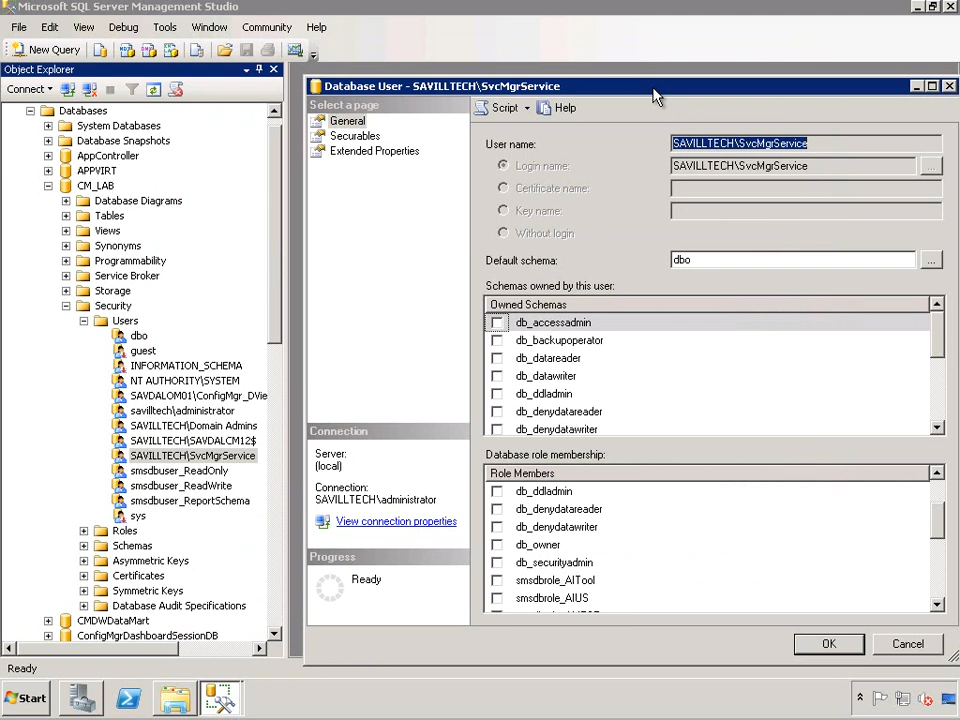 Microsoft SQL Server Management Studio
File Edit View Debug Tools Window Community Help
New Query
Object Explorer
Connect
Databases
System Databases
Database Snapshots
AppController
APPVIRT
CM_LAB
Database Diagrams
Tables
Views
Synonyms
Programmability
Service Broker
Storage
Security
Users
dbo
guest
INFORMATION_SCHEMA
NT AUTHORITY\SYSTEM
SAVDALOM01\ConfigMgr_DVie
savilltech\administrator
SAVILLTECH\Domain Admins
SAVILLTECH\SAVDALCM12$
SAVILLTECH\SvcMgrService
smsdbuser_ReadOnly
smsdbuser_ReadWrite
smsdbuser_ReportSchema
sys
Roles
Schemas
Asymmetric Keys
Certificates
Symmetric Keys
Database Audit Specifications
CMDWDataMart
ConfigMgrDashboardSessionDB
Database User - SAVILLTECH\SvcMgrService
Select a page
General
Securables
Extended Properties
Connection
Server:
(local)
Connection:
SAVILLTECH\administrator
View connection properties
Progress
Ready
Script Help
User name: SAVILLTECH\SvcMgrService
Login name: SAVILLTECH\SvcMgrService ...
Certificate name:
Key name:
Without login
Default schema: dbo ...
Schemas owned by this user:
Owned Schemas
db_accessadmin
db_backupoperator
db_datareader
db_datawriter
db_ddladmin
db_denydatareader
db_denydatawriter
Database role membership:
Role Members
db_ddladmin
db_denydatareader
db_denydatawriter
db_owner
db_securityadmin
smsdbrole_AITool
smsdbrole_AIUS
OK Cancel
Ready
Start